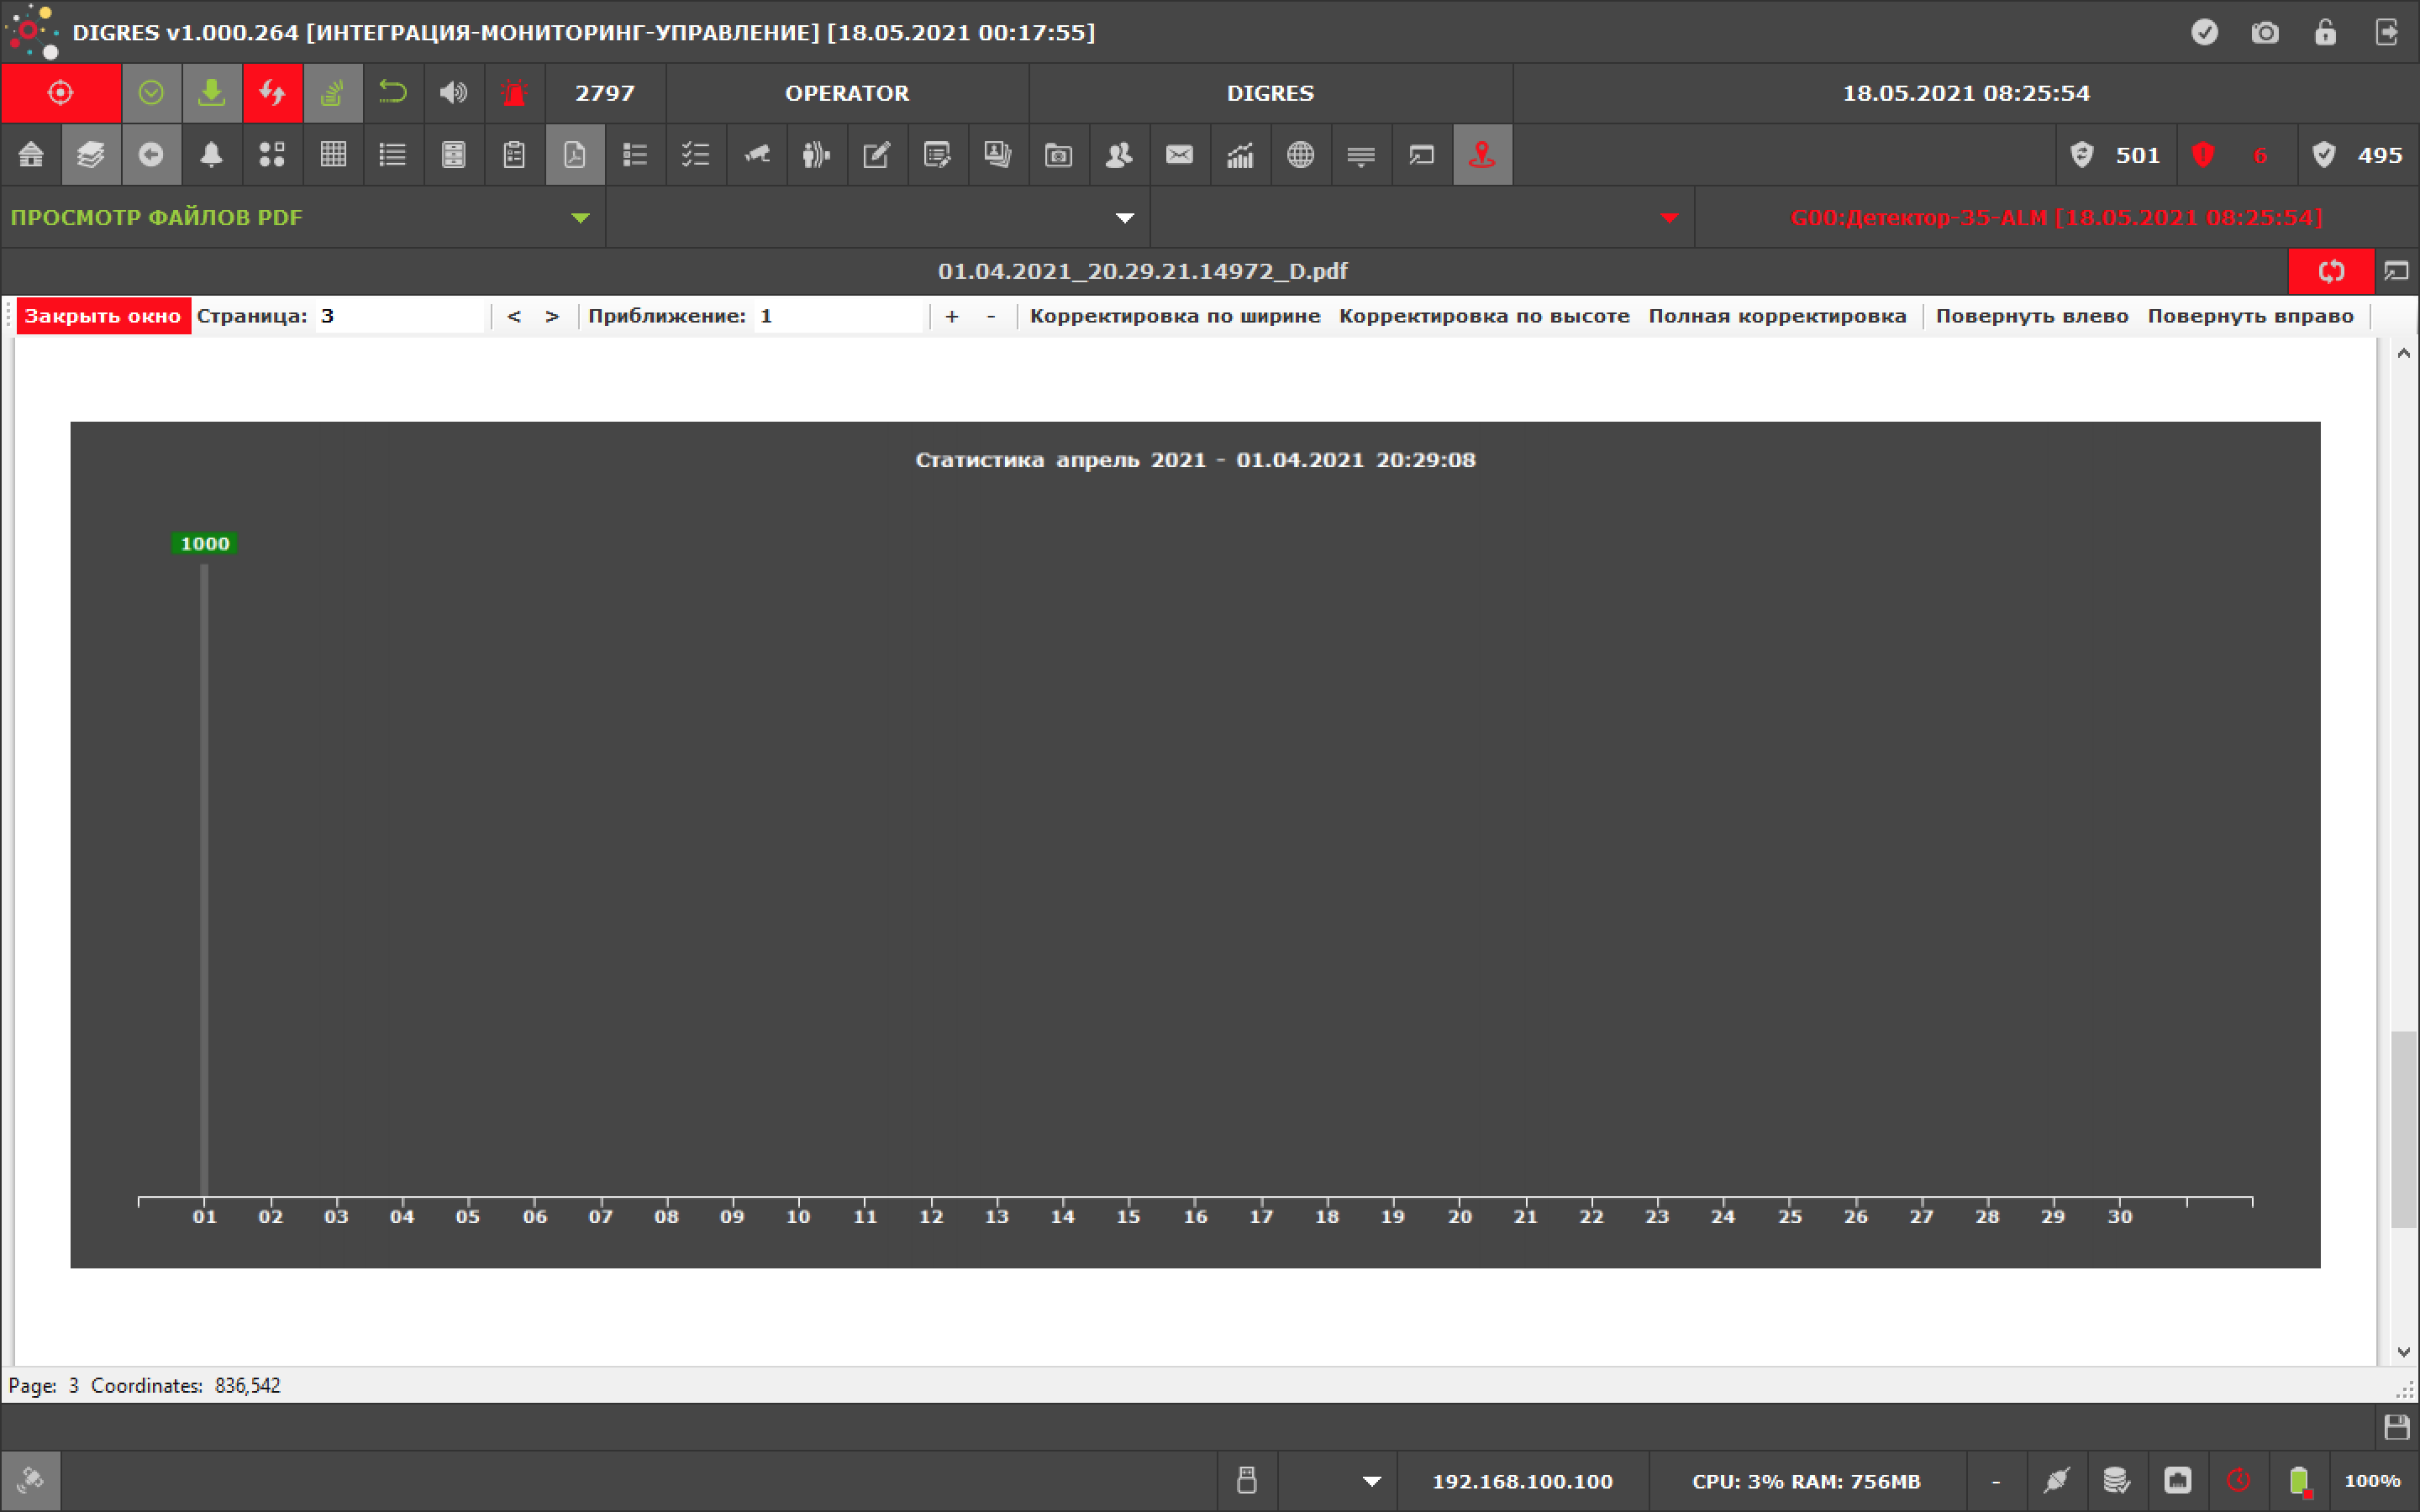 DIGRES v1.000.264 [ИНТЕГРАЦИЯ-МОНИТОРИНГ-УПРАВЛЕНИЕ] [18.05.2021 00:17:55]
2797 OPERATOR DIGRES 18.05.2021 08:25:54
501 6 495
ПРОСМОТР ФАЙЛОВ PDF G00:Детектор-35-ALM [18.05.2021 08:25:54]
01.04.2021_20.29.21.14972_D.pdf
Закрыть окно Страница: 3 < > Приближение: 1 + - Корректировка по ширине Корректировка по высоте Полная корректировка Повернуть влево Повернуть вправо
Статистика апрель 2021 - 01.04.2021 20:29:08
1000
01 02 03 04 05 06 07 08 09 10 11 12 13 14 15 16 17 18 19 20 21 22 23 24 25 26 27 28 29 30
Page: 3 Coordinates: 836,542
192.168.100.100 CPU: 3% RAM: 756MB - 100%